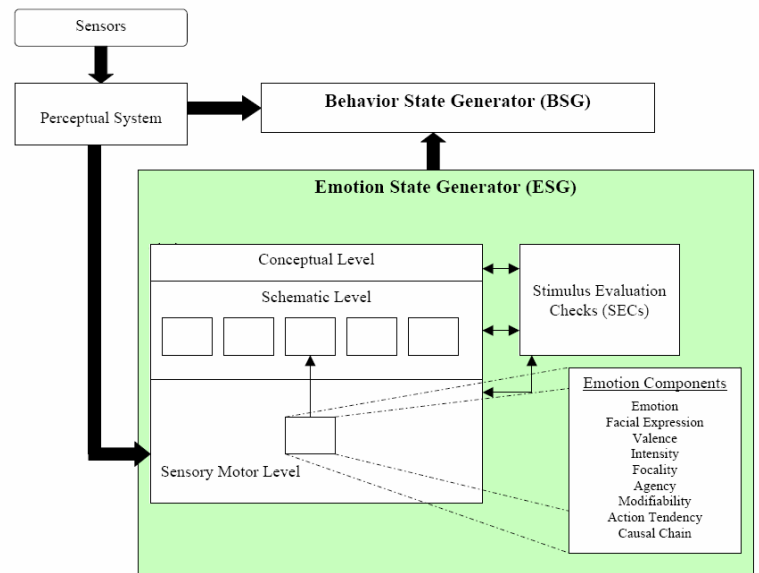 Sensors
Perceptual System
Behavior State Generator (BSG)
Emotion State Generator (ESG)
Conceptual Level
Schematic Level
Stimulus Evaluation
Checks (SECs)
Sensory Motor Level
Emotion Components
Emotion
Facial Expression
Valence
Intensity
Focality
Agency
Modifiability
Action Tendency
Causal Chain